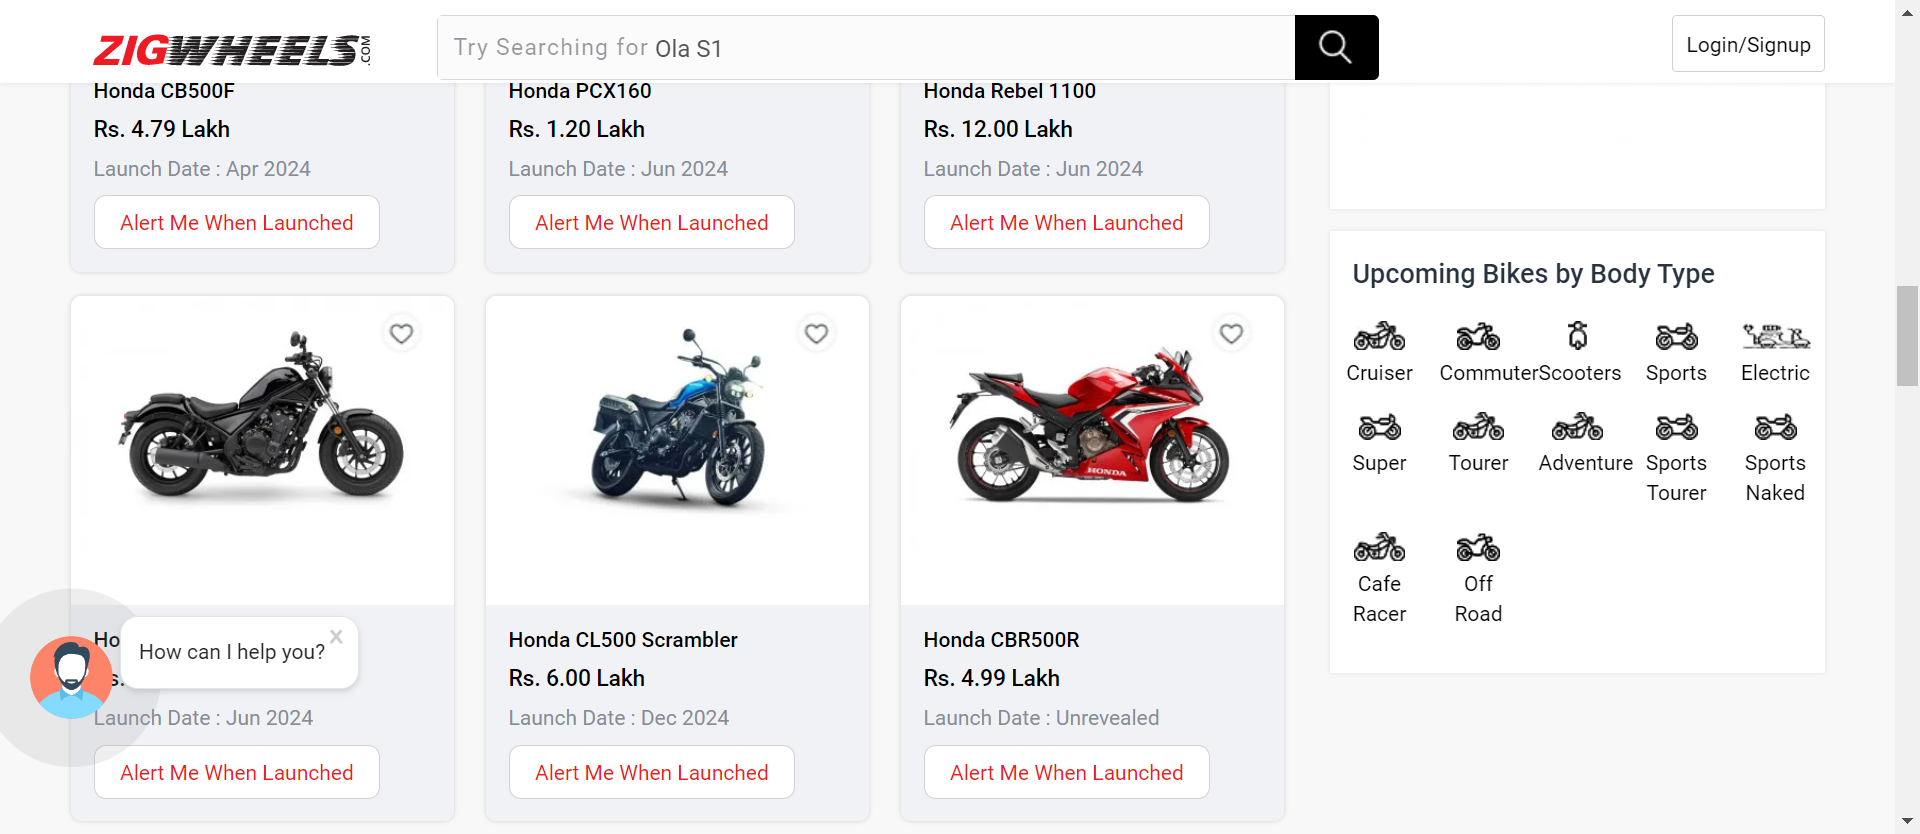 ZIGWHEELS.COM
Try Searching for Ola S1
Login/Signup
Honda CB500F
Rs. 4.79 Lakh
Launch Date : Apr 2024
Alert Me When Launched
Honda PCX160
Rs. 1.20 Lakh
Launch Date : Jun 2024
Alert Me When Launched
Honda Rebel 1100
Rs. 12.00 Lakh
Launch Date : Jun 2024
Alert Me When Launched
Launch Date : Jun 2024
Alert Me When Launched
Honda CL500 Scrambler
Rs. 6.00 Lakh
Launch Date : Dec 2024
Alert Me When Launched
HONDA
Honda CBR500R
Rs. 4.99 Lakh
Launch Date : Unrevealed
Alert Me When Launched
How can I help you?
x
Upcoming Bikes by Body Type
Cruiser
Commuter
Scooters
Sports
Electric
Super
Tourer
Adventure
Sports
Tourer
Sports
Naked
Cafe
Racer
Off
Road